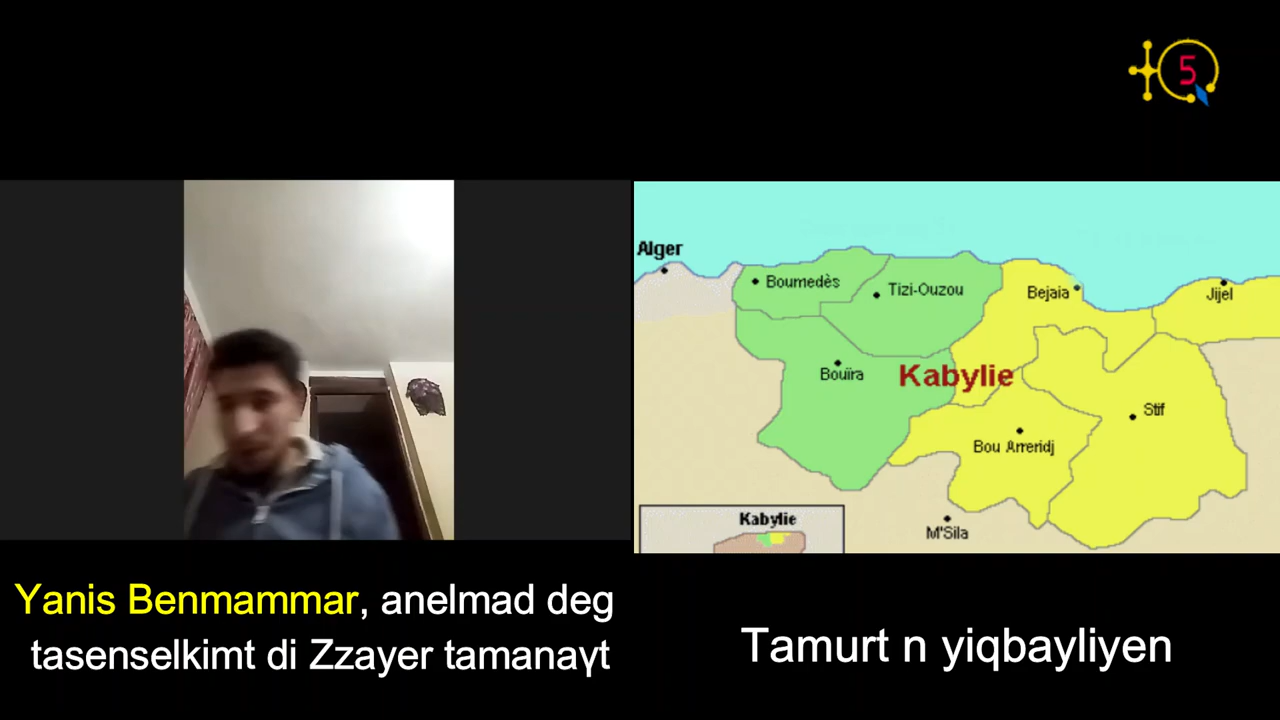 5
Alger
Boumedès
Tizi-Ouzou
Bejaia
Jijel
Bouïra
Kabylie
Stif
Bou Arreridj
M'Sila
Kabylie
Yanis Benmammar, anelmad deg
tasenselkimt di Zzayer tamanaγt
Tamurt n yiqbayliyen